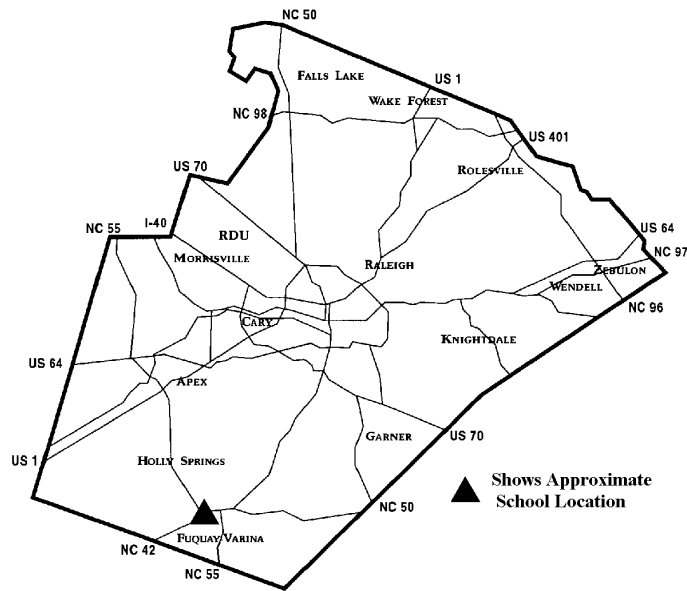 NC 50
FALLS LAKE
US 1
WAKE FOREST
NC 98
US 401
US 70
ROLESVILLE
NC 55
I-40
RDU
US 64
MORRISVILLE
RALEIGH
NC 97
ZEBULON
WENDELL
NC 96
CARY
KNIGHTDALE
US 64
APEX
GARNER
US 70
US 1
HOLLY SPRINGS
Shows Approximate
School Location
NC 50
FUQUAY VARINA
NC 42
NC 55